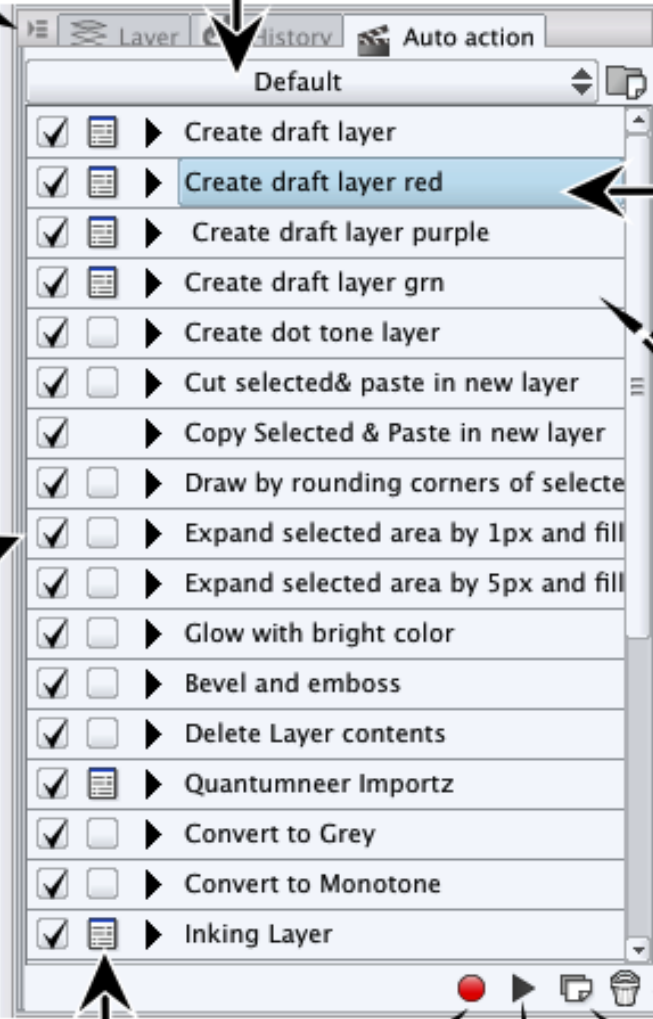 Layer History Auto action
Default
Create draft layer
Create draft layer red
Create draft layer purple
Create draft layer grn
Create dot tone layer
Cut selected& paste in new layer
Copy Selected & Paste in new layer
Draw by rounding corners of selecte
Expand selected area by 1px and fill
Expand selected area by 5px and fill
Glow with bright color
Bevel and emboss
Delete Layer contents
Quantumneer Importz
Convert to Grey
Convert to Monotone
Inking Layer